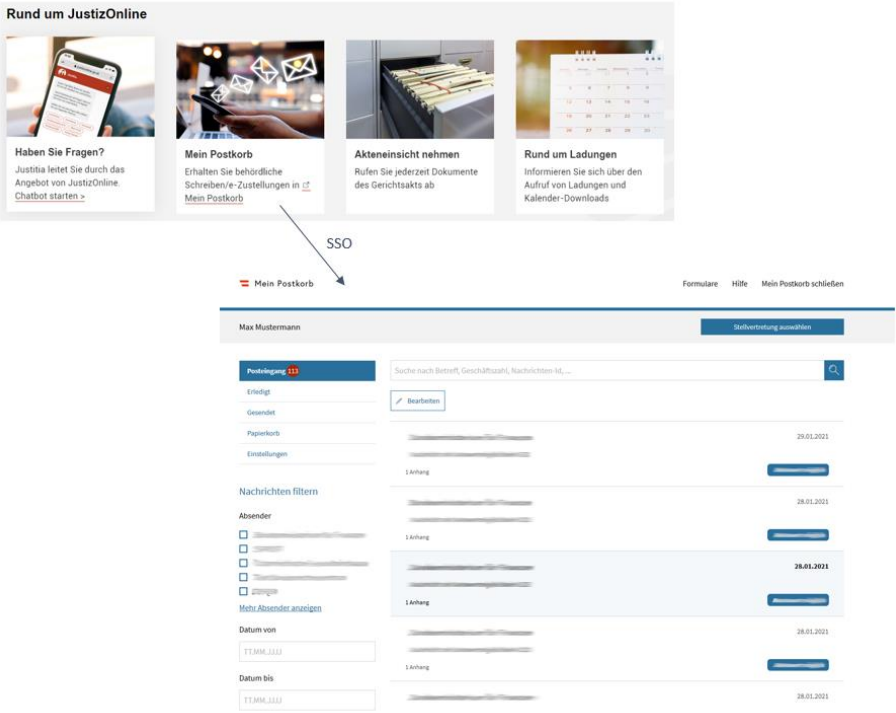 Rund um JustizOnline
Haben Sie Fragen?
Justitia leitet Sie durch das
Angebot von JustizOnline.
Chatbot starten >
Mein Postkorb
Erhalten Sie behördliche
Schreiben/e-Zustellungen in
Mein Postkorb
Akteneinsicht nehmen
Rufen Sie jederzeit Dokumente
des Gerichtsakts ab
Rund um Ladungen
Informieren Sie sich über den
Aufruf von Ladungen und
Kalender-Downloads
SSO
Mein Postkorb
Formulare Hilfe Mein Postkorb schließen
Max Mustermann
Stellvertretung auswählen
Posteingang 113
Erledigt
Gesendet
Papierkorb
Einstellungen
Nachrichten filtern
Absender
Mehr Absender anzeigen
Datum von
TT.MM.JJJJ
Datum bis
TT.MM.JJJJ
Suche nach Betreff, Geschäftszahl, Nachrichten-Id, ...
Bearbeiten
29.01.2021
1 Anhang
28.01.2021
1 Anhang
28.01.2021
1 Anhang
28.01.2021
1 Anhang
28.01.2021